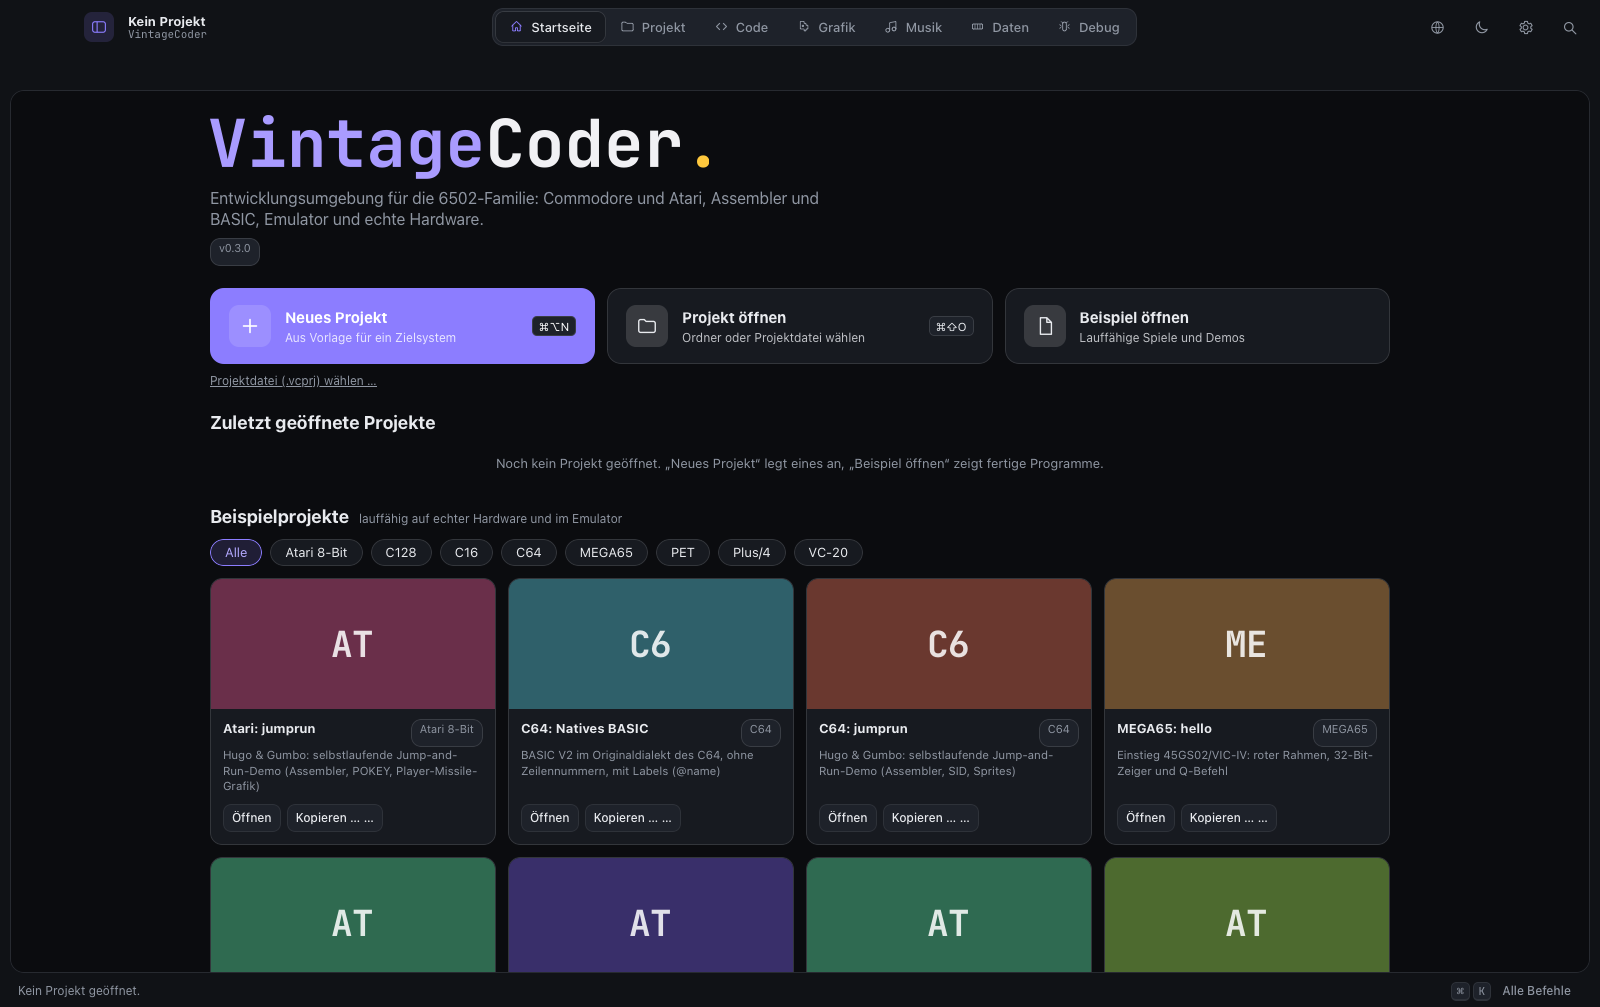 Kein Projekt
VintageCoder
Startseite
Projekt
Code
Grafik
Musik
Daten
Debug
VintageCoder.
Entwicklungsumgebung für die 6502-Familie: Commodore und Atari, Assembler und
BASIC, Emulator und echte Hardware.
v0.3.0
Neues Projekt
Aus Vorlage für ein Zielsystem
⌘⌥N
Projekt öffnen
Ordner oder Projektdatei wählen
⌘⇧O
Beispiel öffnen
Lauffähige Spiele und Demos
Projektdatei (.vcprj) wählen ...
Zuletzt geöffnete Projekte
Noch kein Projekt geöffnet. „Neues Projekt“ legt eines an, „Beispiel öffnen“ zeigt fertige Programme.
Beispielprojekte lauffähig auf echter Hardware und im Emulator
Alle
Atari 8-Bit
C128
C16
C64
MEGA65
PET
Plus/4
VC-20
AT
Atari: jumprun
Atari 8-Bit
Hugo & Gumbo: selbstlaufende Jump-and-
Run-Demo (Assembler, POKEY, Player-Missile-
Grafik)
Öffnen
Kopieren ... ...
C6
C64: Natives BASIC
C64
BASIC V2 im Originaldialekt des C64, ohne
Zeilennummern, mit Labels (@name)
Öffnen
Kopieren ... ...
C6
C64: jumprun
C64
Hugo & Gumbo: selbstlaufende Jump-and-
Run-Demo (Assembler, SID, Sprites)
Öffnen
Kopieren ... ...
ME
MEGA65: hello
MEGA65
Einstieg 45GS02/VIC-IV: roter Rahmen, 32-Bit-
Zeiger und Q-Befehl
Öffnen
Kopieren ... ...
AT
AT
AT
AT
Kein Projekt geöffnet.
⌘ K Alle Befehle